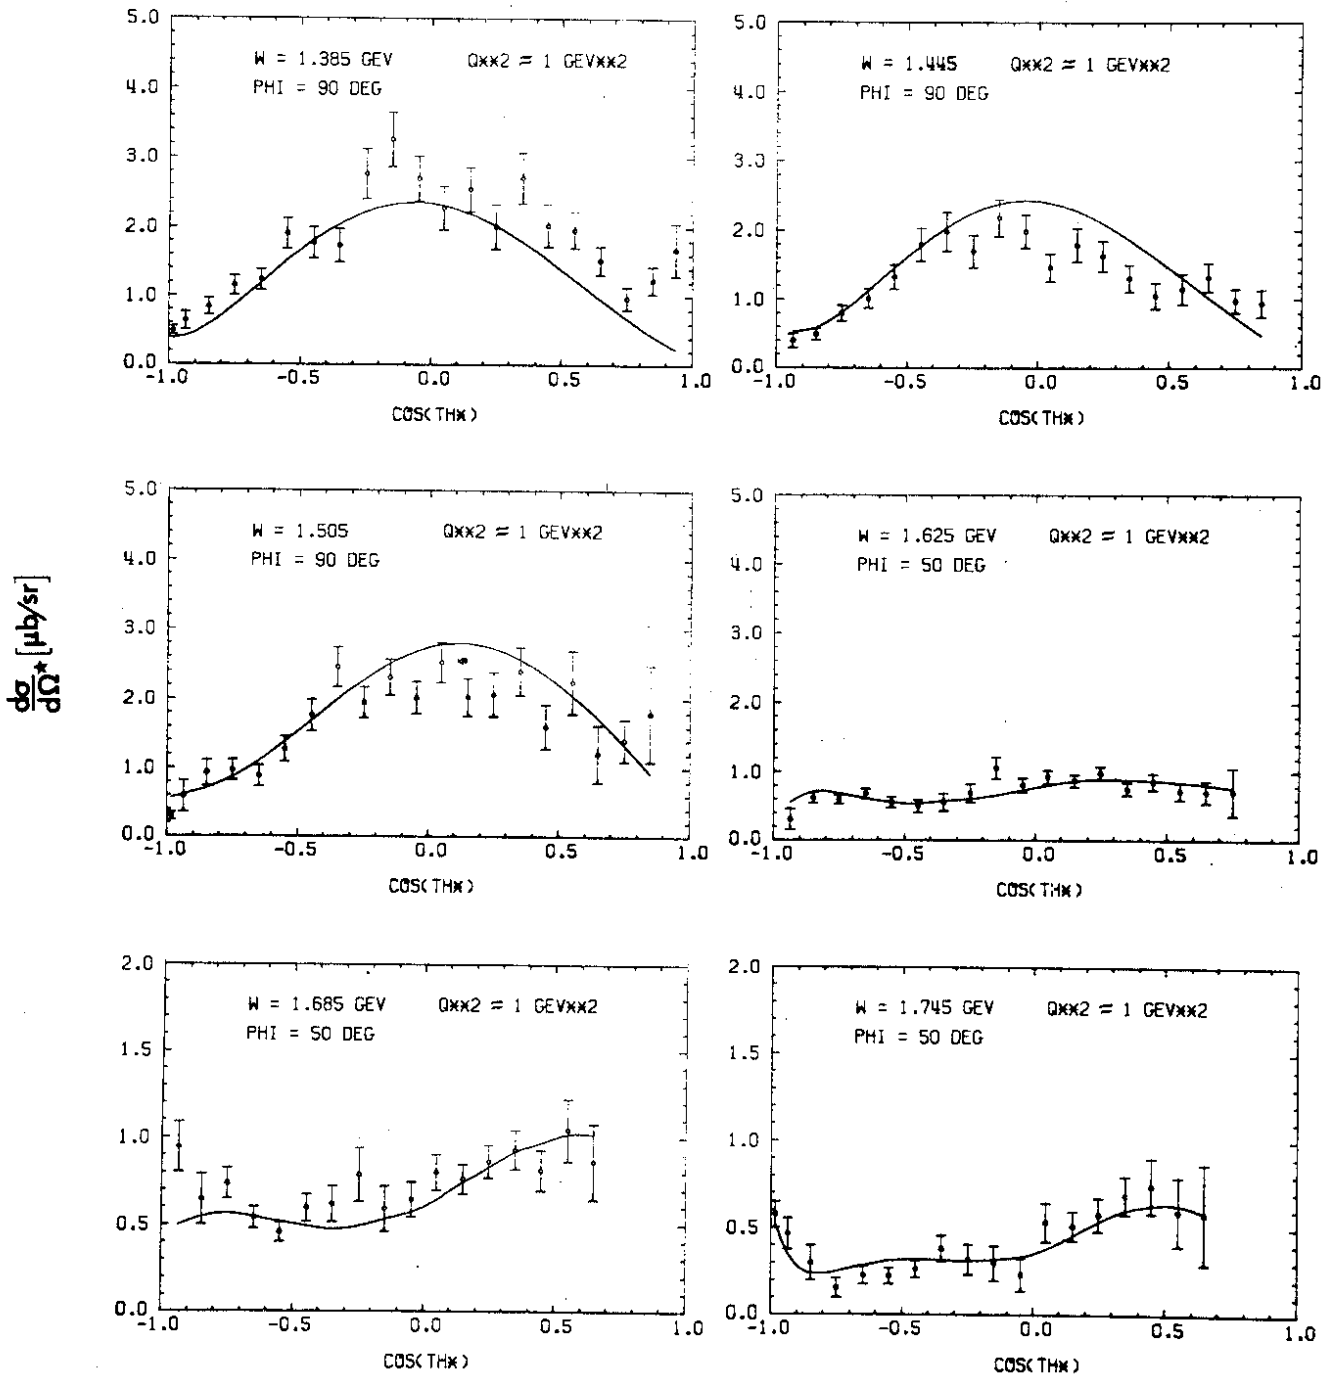 5.0
W = 1.385 GEV Q**2 ≈ 1 GEV**2
PHI = 90 DEG
4.0
3.0
2.0
1.0
0.0
-1.0 -0.5 0.0 0.5 1.0
COS(TH*)
5.0
W = 1.445 Q**2 ≈ 1 GEV**2
PHI = 90 DEG
4.0
3.0
2.0
1.0
0.0
-1.0 -0.5 0.0 0.5 1.0
COS(TH*)
dσ/dΩ* [μb/sr]
5.0
W = 1.505 Q**2 ≈ 1 GEV**2
PHI = 90 DEG
4.0
3.0
2.0
1.0
0.0
-1.0 -0.5 0.0 0.5 1.0
COS(TH*)
5.0
W = 1.625 GEV Q**2 ≈ 1 GEV**2
PHI = 50 DEG
4.0
3.0
2.0
1.0
0.0
-1.0 -0.5 0.0 0.5 1.0
COS(TH*)
2.0
W = 1.685 GEV Q**2 ≈ 1 GEV**2
PHI = 50 DEG
1.5
1.0
0.5
0.0
-1.0 -0.5 0.0 0.5 1.0
COS(TH*)
2.0
W = 1.745 GEV Q**2 ≈ 1 GEV**2
PHI = 50 DEG
1.5
1.0
0.5
0.0
-1.0 -0.5 0.0 0.5 1.0
COS(TH*)